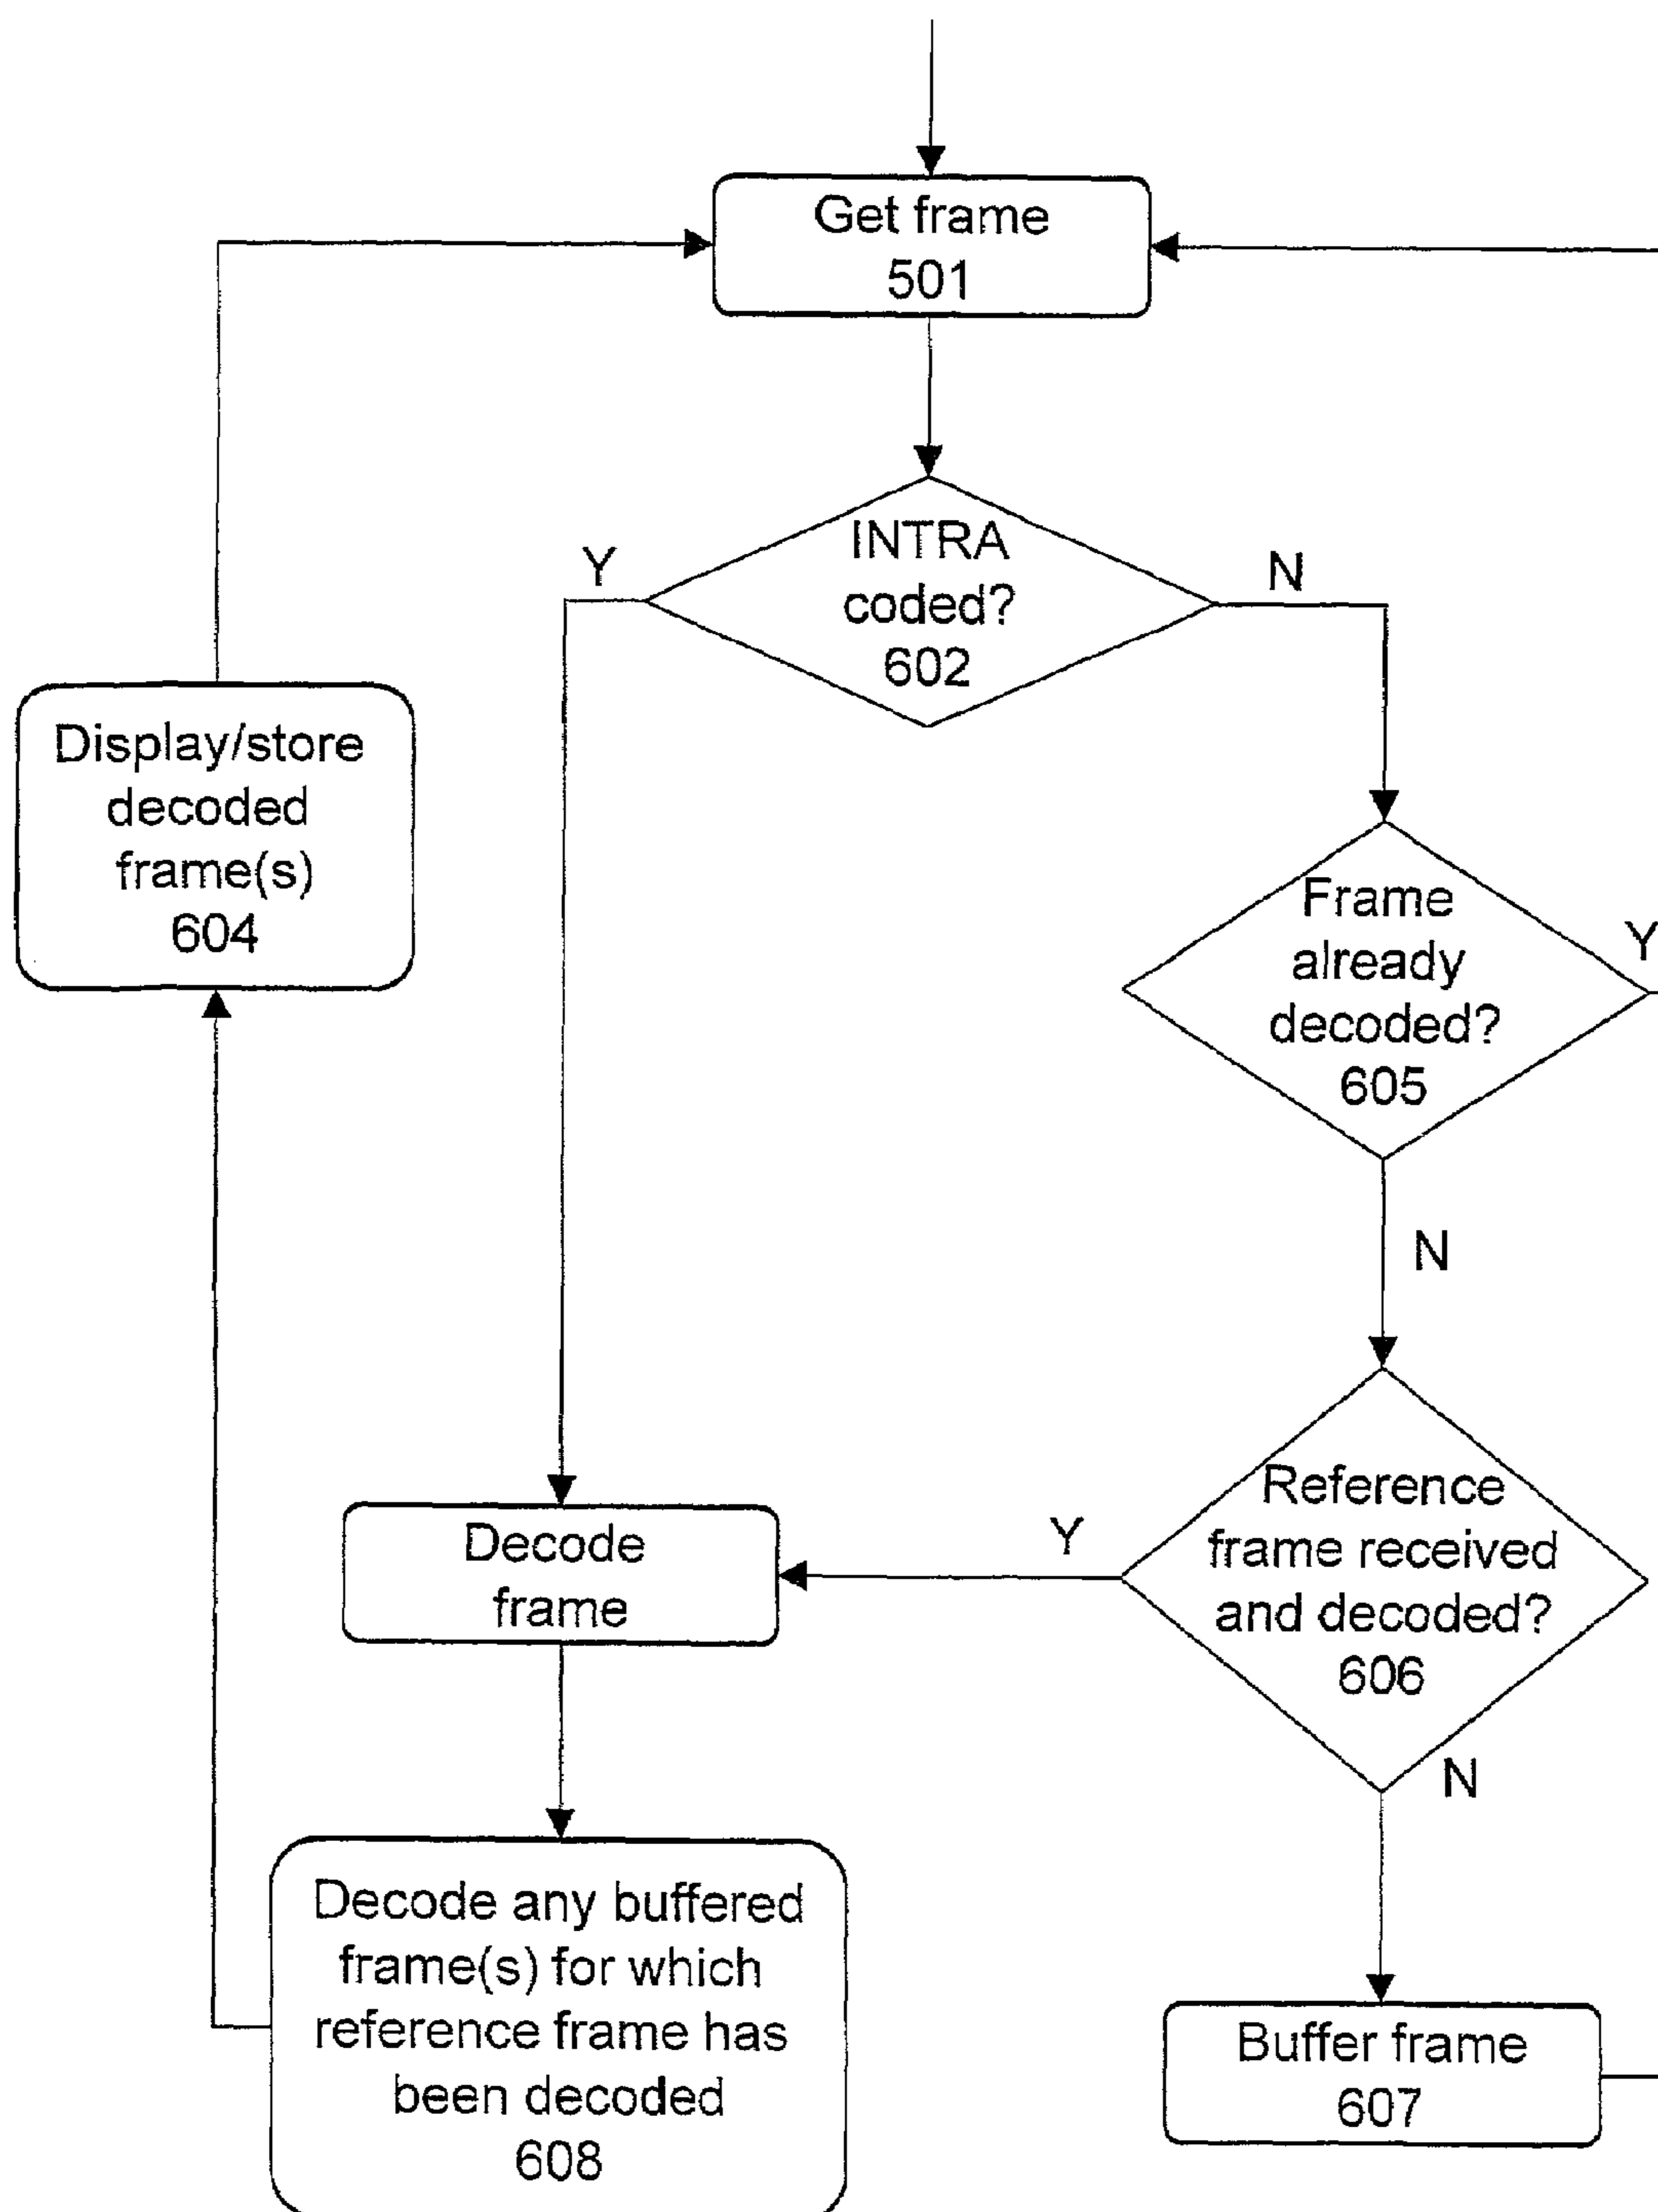 Get frame
501
INTRA
coded?
602
Y
N
Display/store
decoded
frame(s)
604
Frame
already
decoded?
605
Y
N
Reference
frame received
and decoded?
606
Y
N
Decode
frame
Decode any buffered
frame(s) for which
reference frame has
been decoded
608
Buffer frame
607